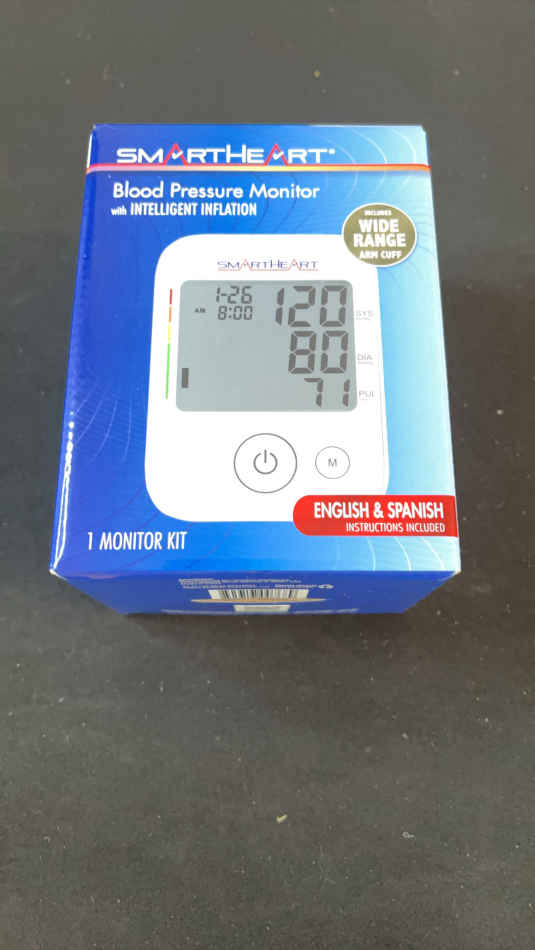 SMARTHEART®
Blood Pressure Monitor
with INTELLIGENT INFLATION
INCLUDES
WIDE
RANGE
ARM CUFF
SMARTHEART
1-26
AM 8:00
120 SYS
80 DIA
71 PUL
M
ENGLISH & SPANISH
INSTRUCTIONS INCLUDED
1 MONITOR KIT